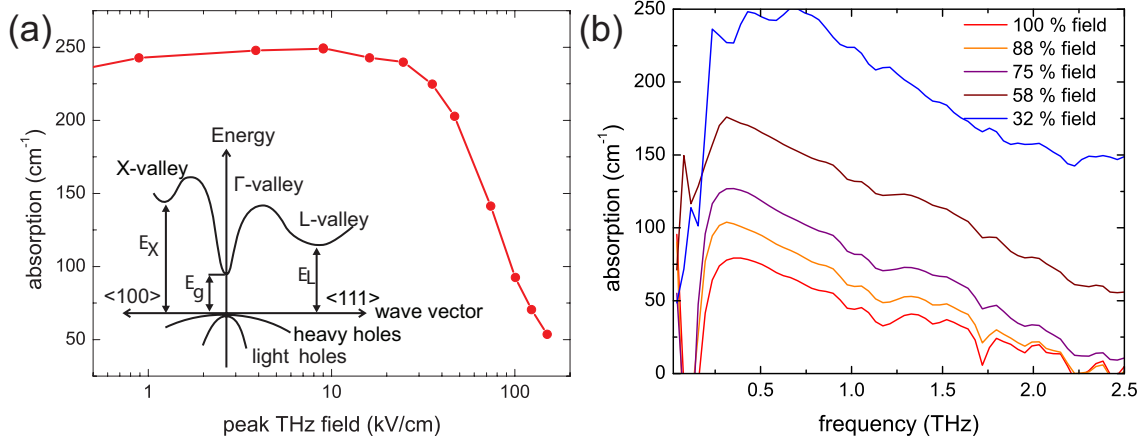 (a)
absorption (cm⁻¹)
250
200
150
100
50
1
10
100
peak THz field (kV/cm)
Energy
X-valley
Γ-valley
L-valley
E_X
E_g
E_L
<100>
<111>
wave vector
heavy holes
light holes
(b)
absorption (cm⁻¹)
250
200
150
100
50
0
0.5
1.0
1.5
2.0
2.5
frequency (THz)
100 % field
88 % field
75 % field
58 % field
32 % field